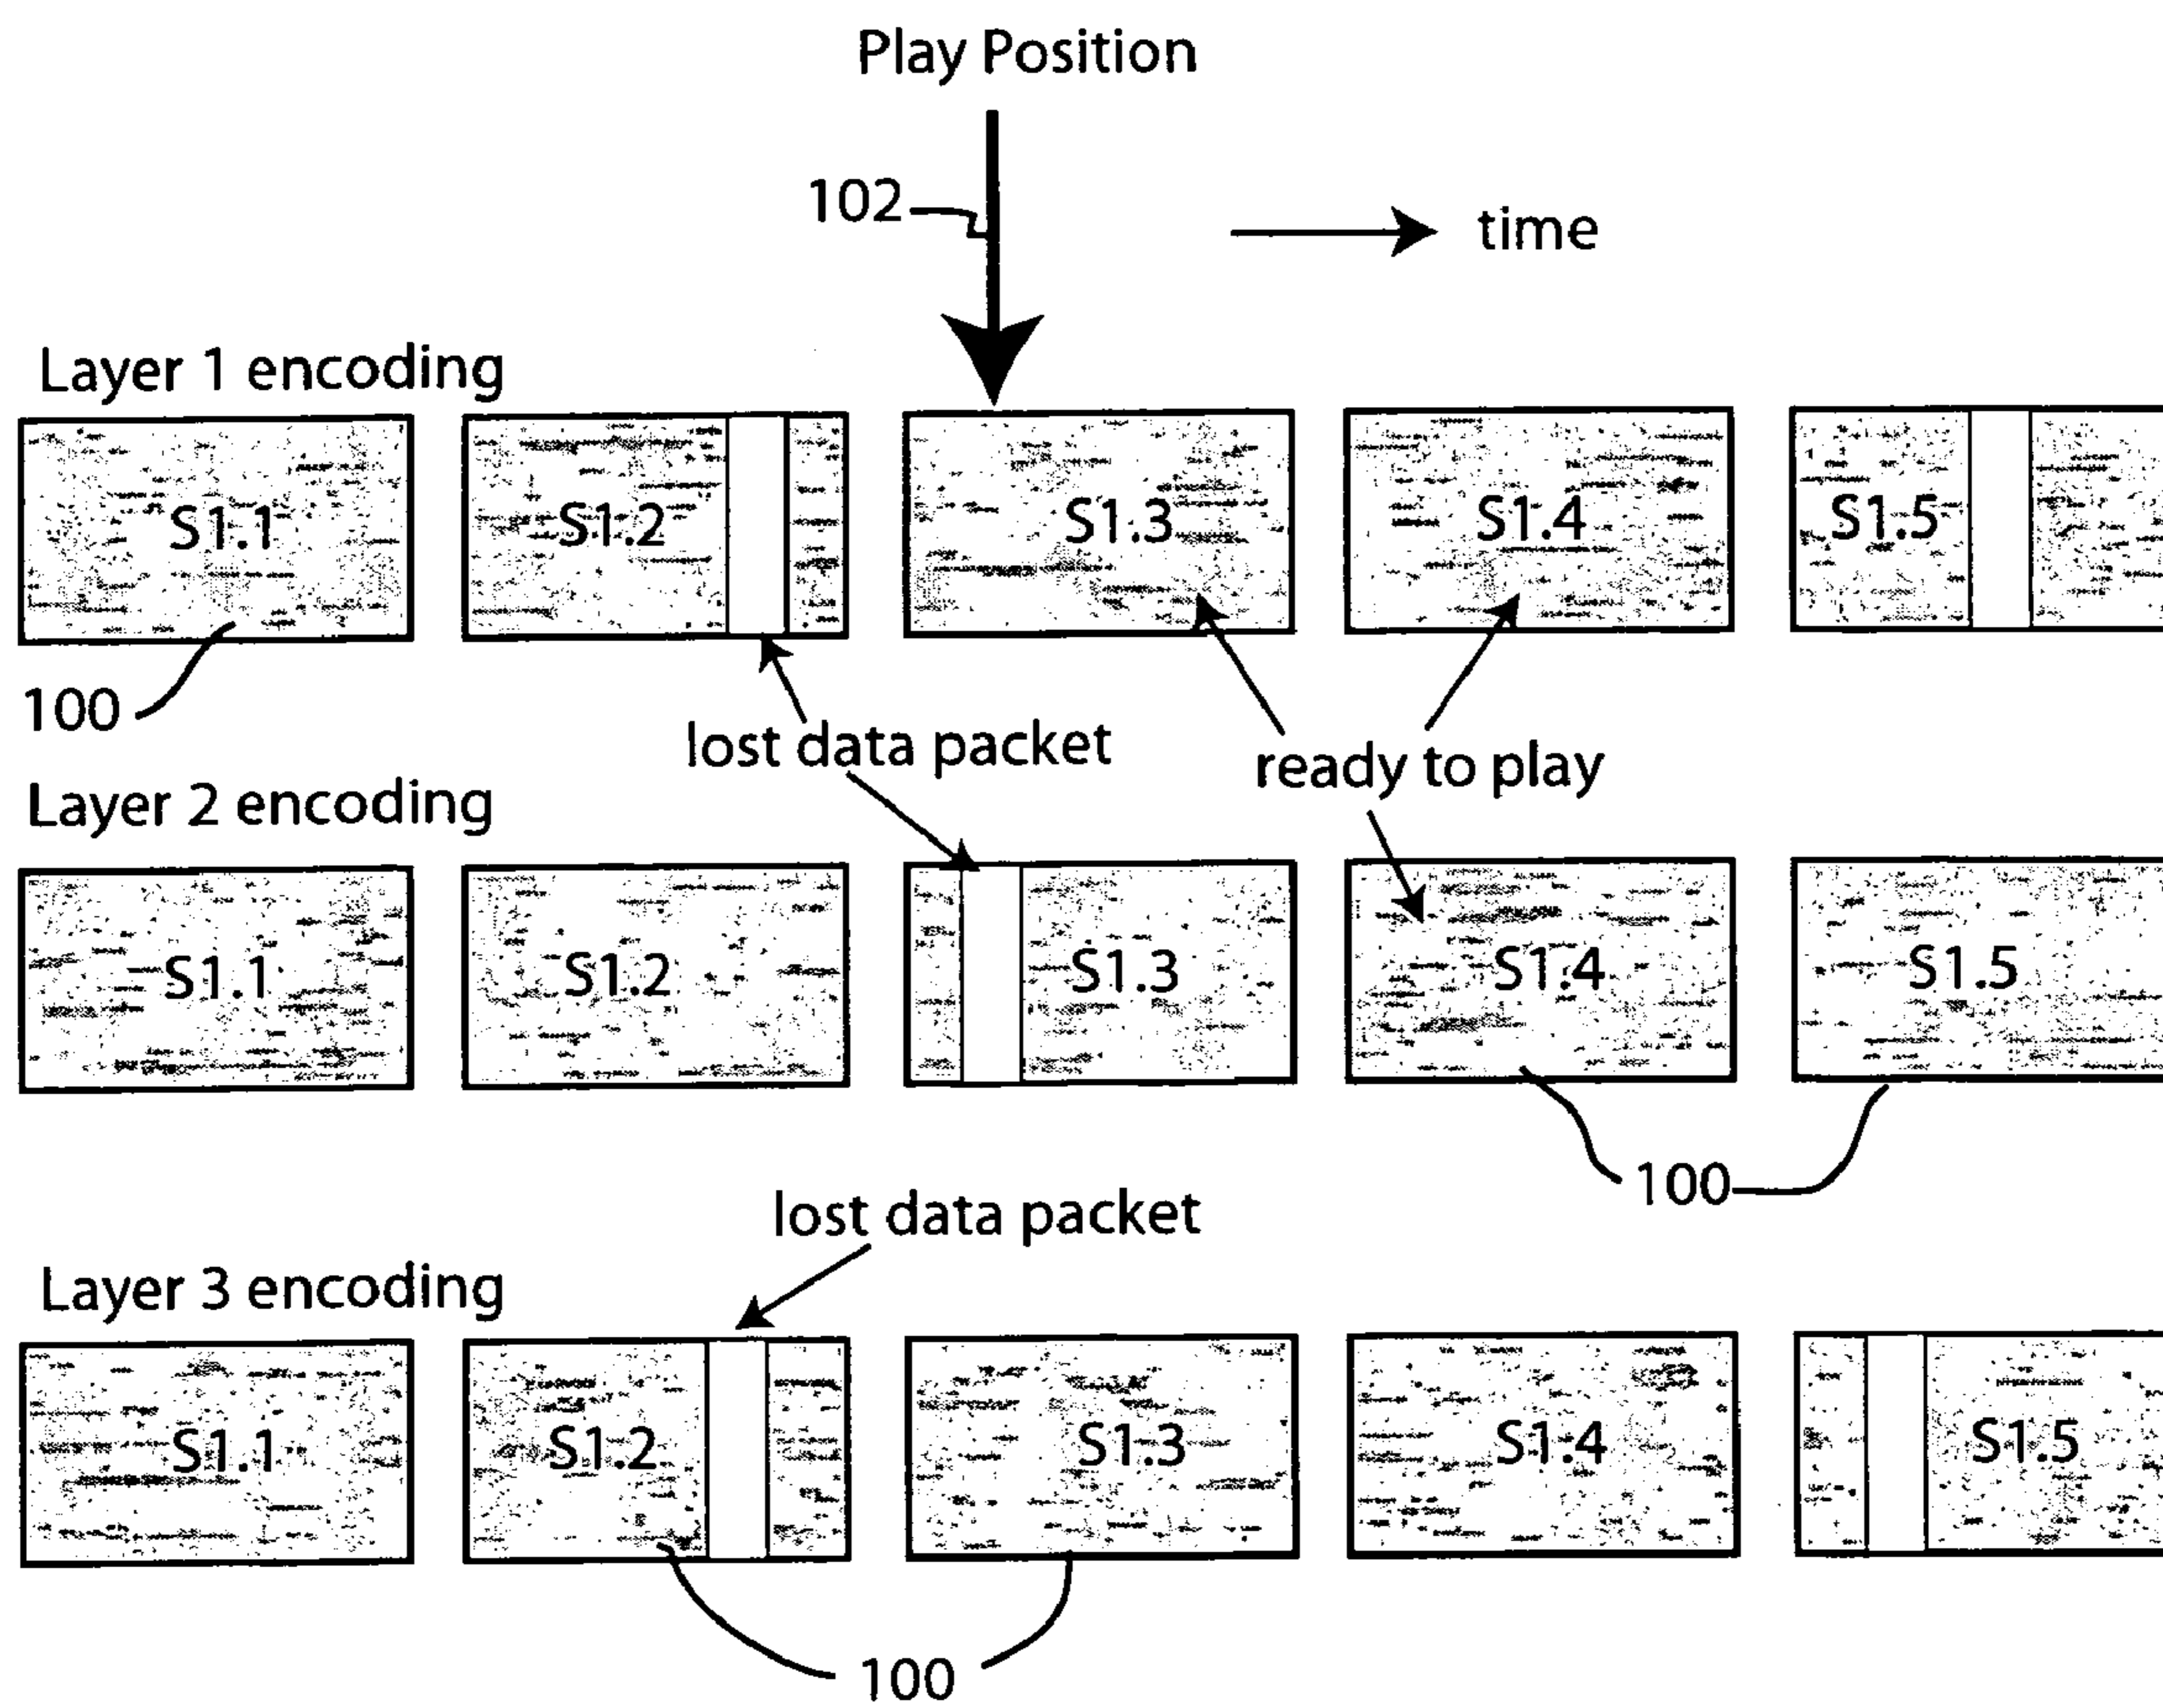 Play Position
102
time
Layer 1 encoding
S1.1
S1.2
S1.3
S1.4
S1.5
100
lost data packet
ready to play
Layer 2 encoding
S1.1
S1.2
S1.3
S1.4
S1.5
100
lost data packet
Layer 3 encoding
S1.1
S1.2
S1.3
S1.4
S1.5
100